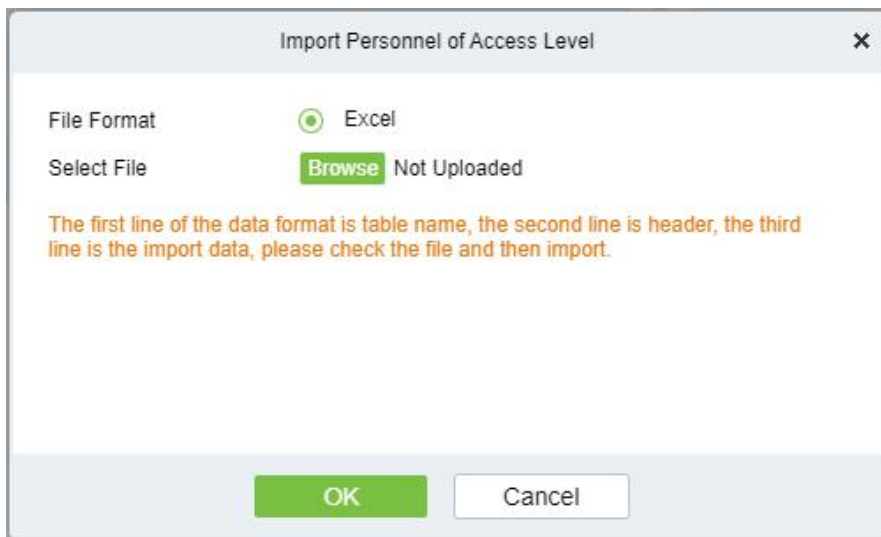 Import Personnel of Access Level
File Format Excel
Select File Browse Not Uploaded
The first line of the data format is table name, the second line is header, the third
line is the import data, please check the file and then import.
OK Cancel